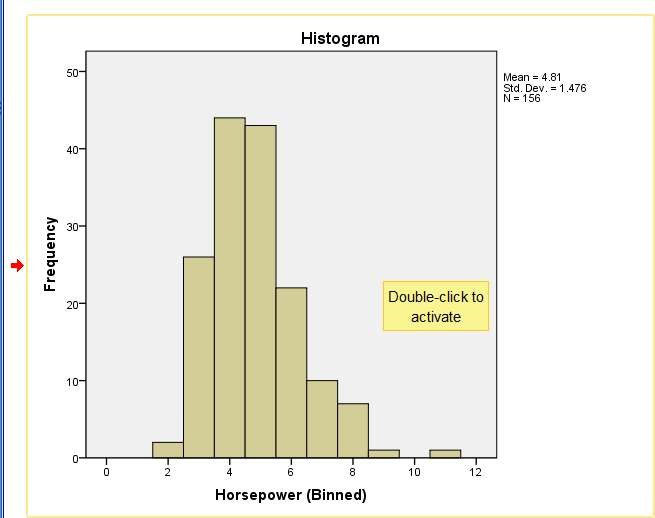 Histogram
Mean = 4.81
Std. Dev. = 1.476
N = 156
50
40
30
20
10
0
Frequency
Double-click to
activate
0 2 4 6 8 10 12
Horsepower (Binned)